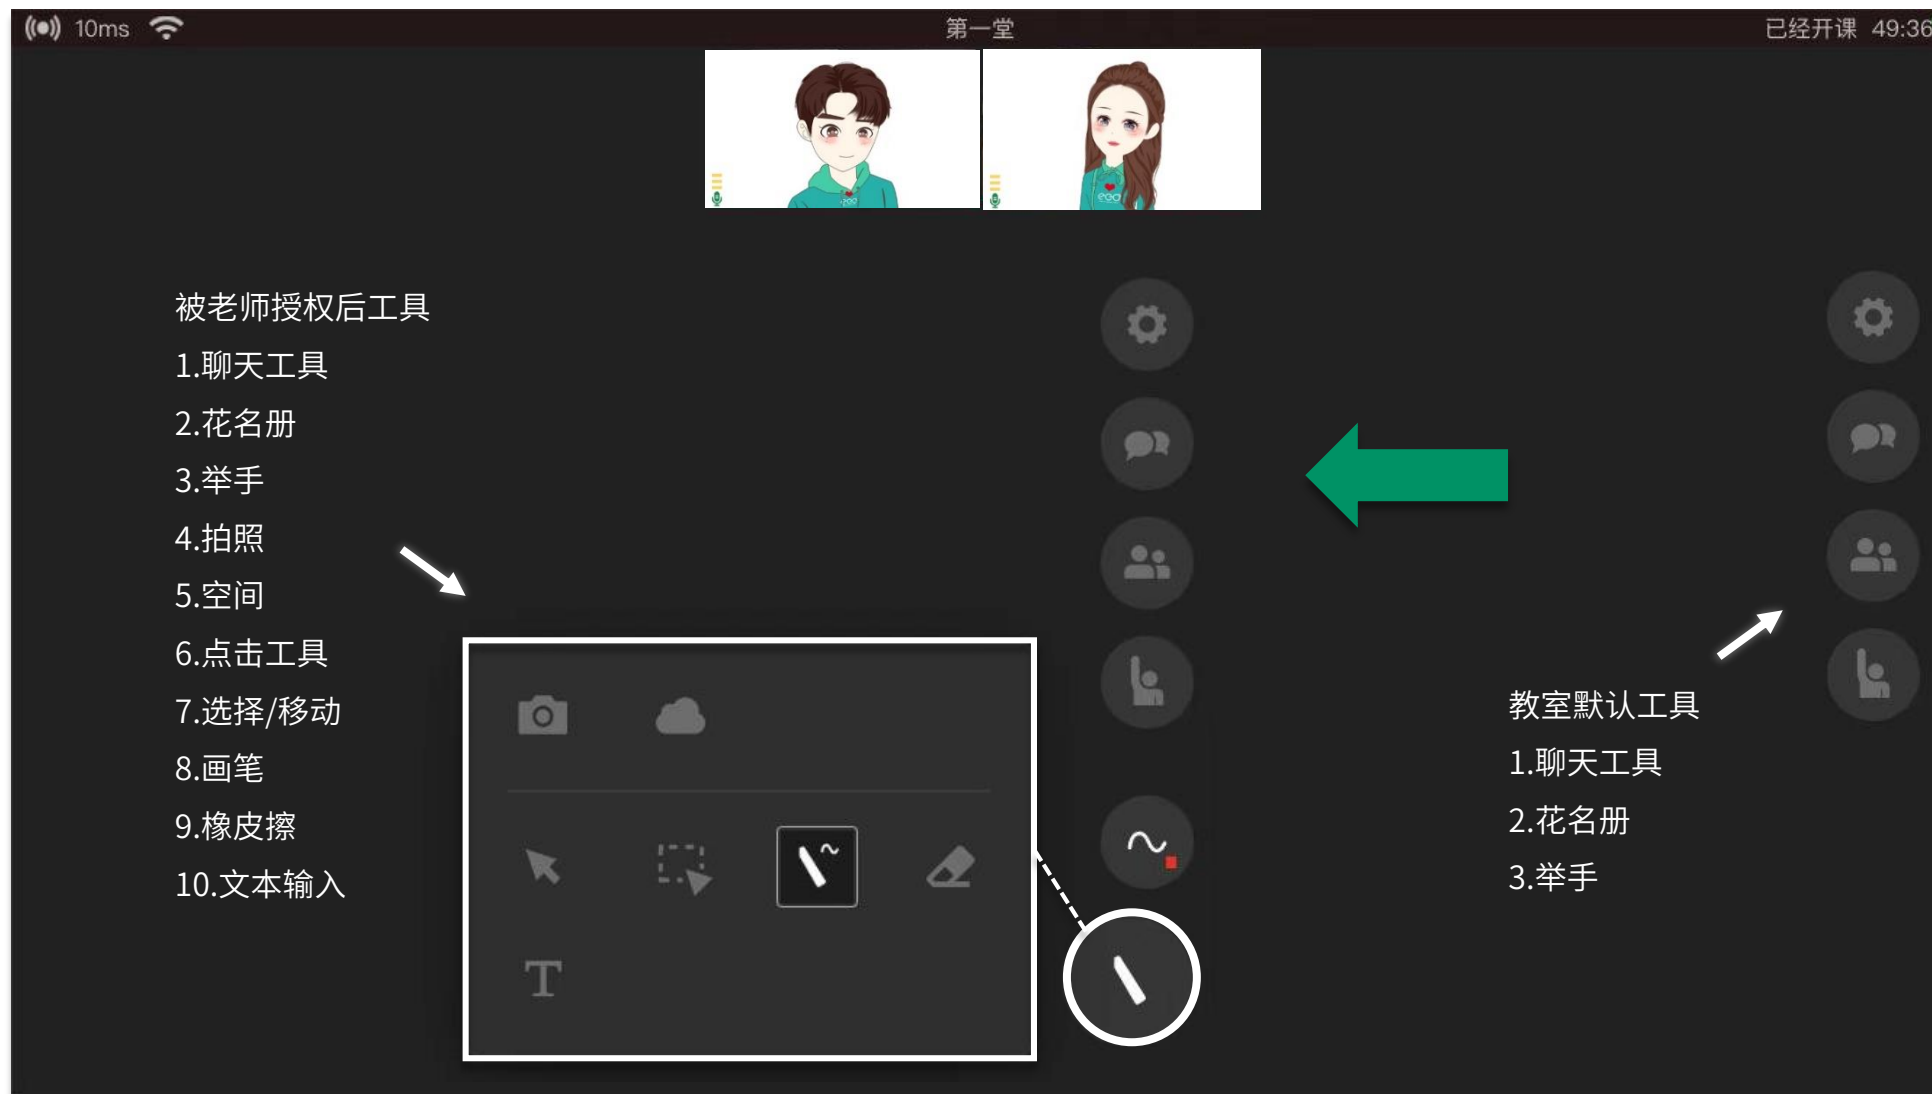 10ms
第一堂
已经开课 49:36
被老师授权后工具
1.聊天工具
2.花名册
3.举手
4.拍照
5.空间
6.点击工具
7.选择/移动
8.画笔
9.橡皮擦
10.文本输入
T
教室默认工具
1.聊天工具
2.花名册
3.举手